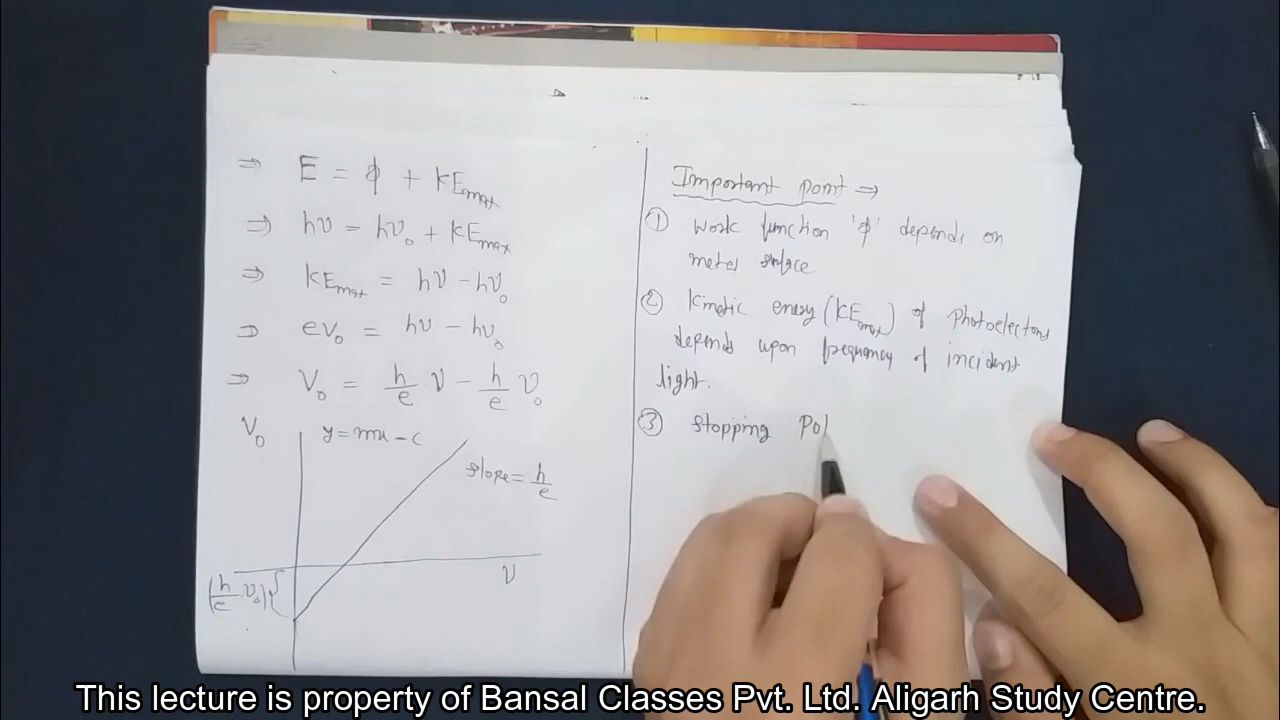 ⇒ E = ϕ + KEmax
⇒ hν = hν₀ + KEmax
⇒ KEmax = hν − hν₀
⇒ eV₀ = hν − hν₀
⇒ V₀ = h/e ν − h/e ν₀
V₀
y = mx − c
slope = h/e
ν
|h/e ν₀|
Important point ⇒
① Work function 'ϕ' depends on
metal surface
② Kinetic energy (KEmax) of photoelectrons
depends upon frequency of incident
light.
③ Stopping Pot
This lecture is property of Bansal Classes Pvt. Ltd. Aligarh Study Centre.